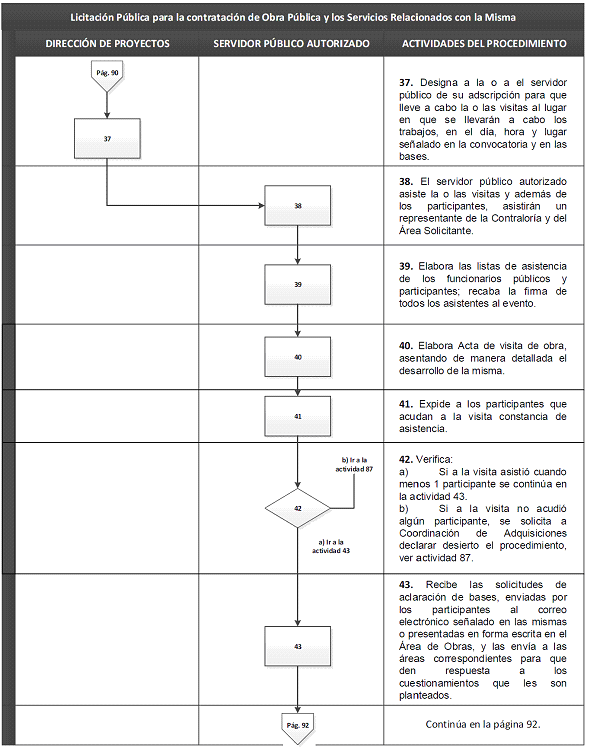 Licitación Pública para la contratación de Obra Pública y los Servicios Relacionados con la Misma
DIRECCIÓN DE PROYECTOS
SERVIDOR PÚBLICO AUTORIZADO
ACTIVIDADES DEL PROCEDIMIENTO
Pág. 90
37
37. Designa a la o a el servidor
público de su adscripción para que
lleve a cabo la o las visitas al lugar
en que se llevarán a cabo los
trabajos, en el día, hora y lugar
señalado en la convocatoria y en las
bases.
38
38. El servidor público autorizado
asiste la o las visitas y además de
los participantes, asistirán un
representante de la Contraloría y del
Área Solicitante.
39
39. Elabora las listas de asistencia
de los funcionarios públicos y
participantes; recaba la firma de
todos los asistentes al evento.
40
40. Elabora Acta de visita de obra,
asentando de manera detallada el
desarrollo de la misma.
41
41. Expide a los participantes que
acudan a la visita constancia de
asistencia.
b) Ir a la
actividad 87
42
a) Ir a la
actividad 43
42. Verifica:
a) Si a la visita asistió cuando
menos 1 participante se continúa en
la actividad 43.
b) Si a la visita no acudió
algún participante, se solicita a
Coordinación de Adquisiciones
declarar desierto el procedimiento,
ver actividad 87.
43
43. Recibe las solicitudes de
aclaración de bases, enviadas por
los participantes al correo
electrónico señalado en las mismas
o presentadas en forma escrita en el
Área de Obras, y las envía a las
áreas correspondientes para que
den respuesta a los
cuestionamientos que les son
planteados.
Pág. 92
Continúa en la página 92.